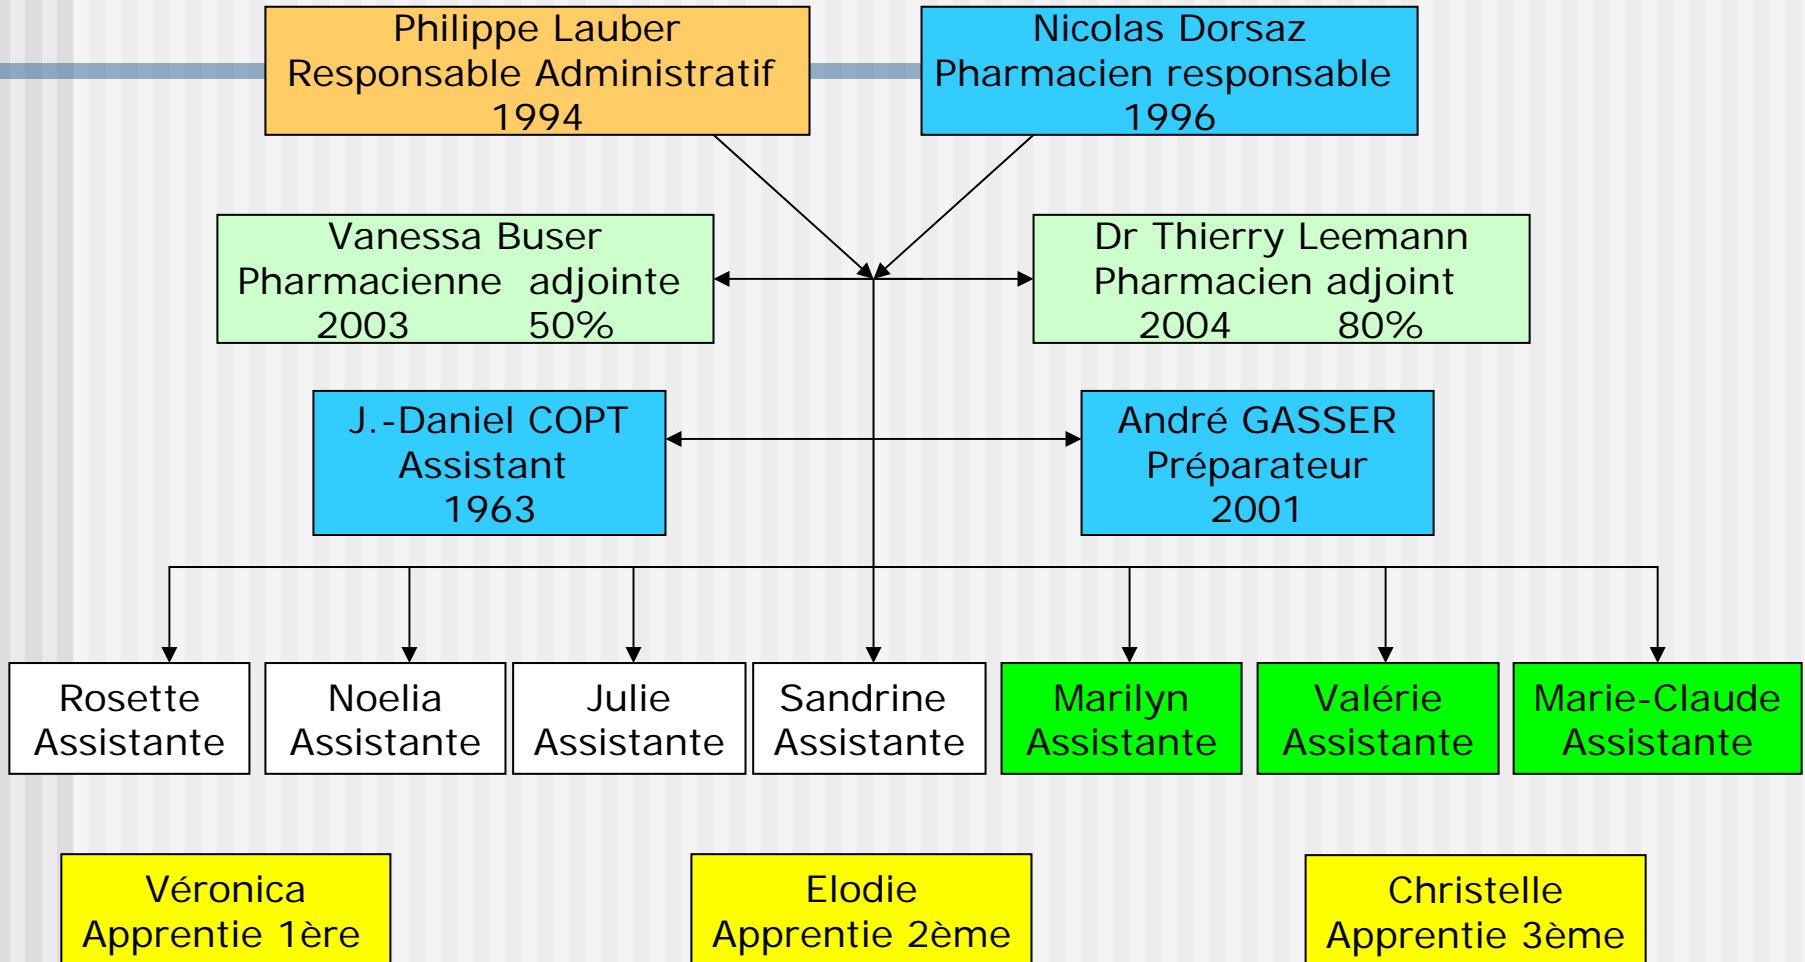 Philippe Lauber
Responsable Administratif
1994
Nicolas Dorsaz
Pharmacien responsable
1996
Vanessa Buser
Pharmacienne adjointe
2003 50%
Dr Thierry Leemann
Pharmacien adjoint
2004 80%
J.-Daniel COPT
Assistant
1963
André GASSER
Préparateur
2001
Rosette
Assistante
Noelia
Assistante
Julie
Assistante
Sandrine
Assistante
Marilyn
Assistante
Valérie
Assistante
Marie-Claude
Assistante
Véronica
Apprentie 1ère
Elodie
Apprentie 2ème
Christelle
Apprentie 3ème